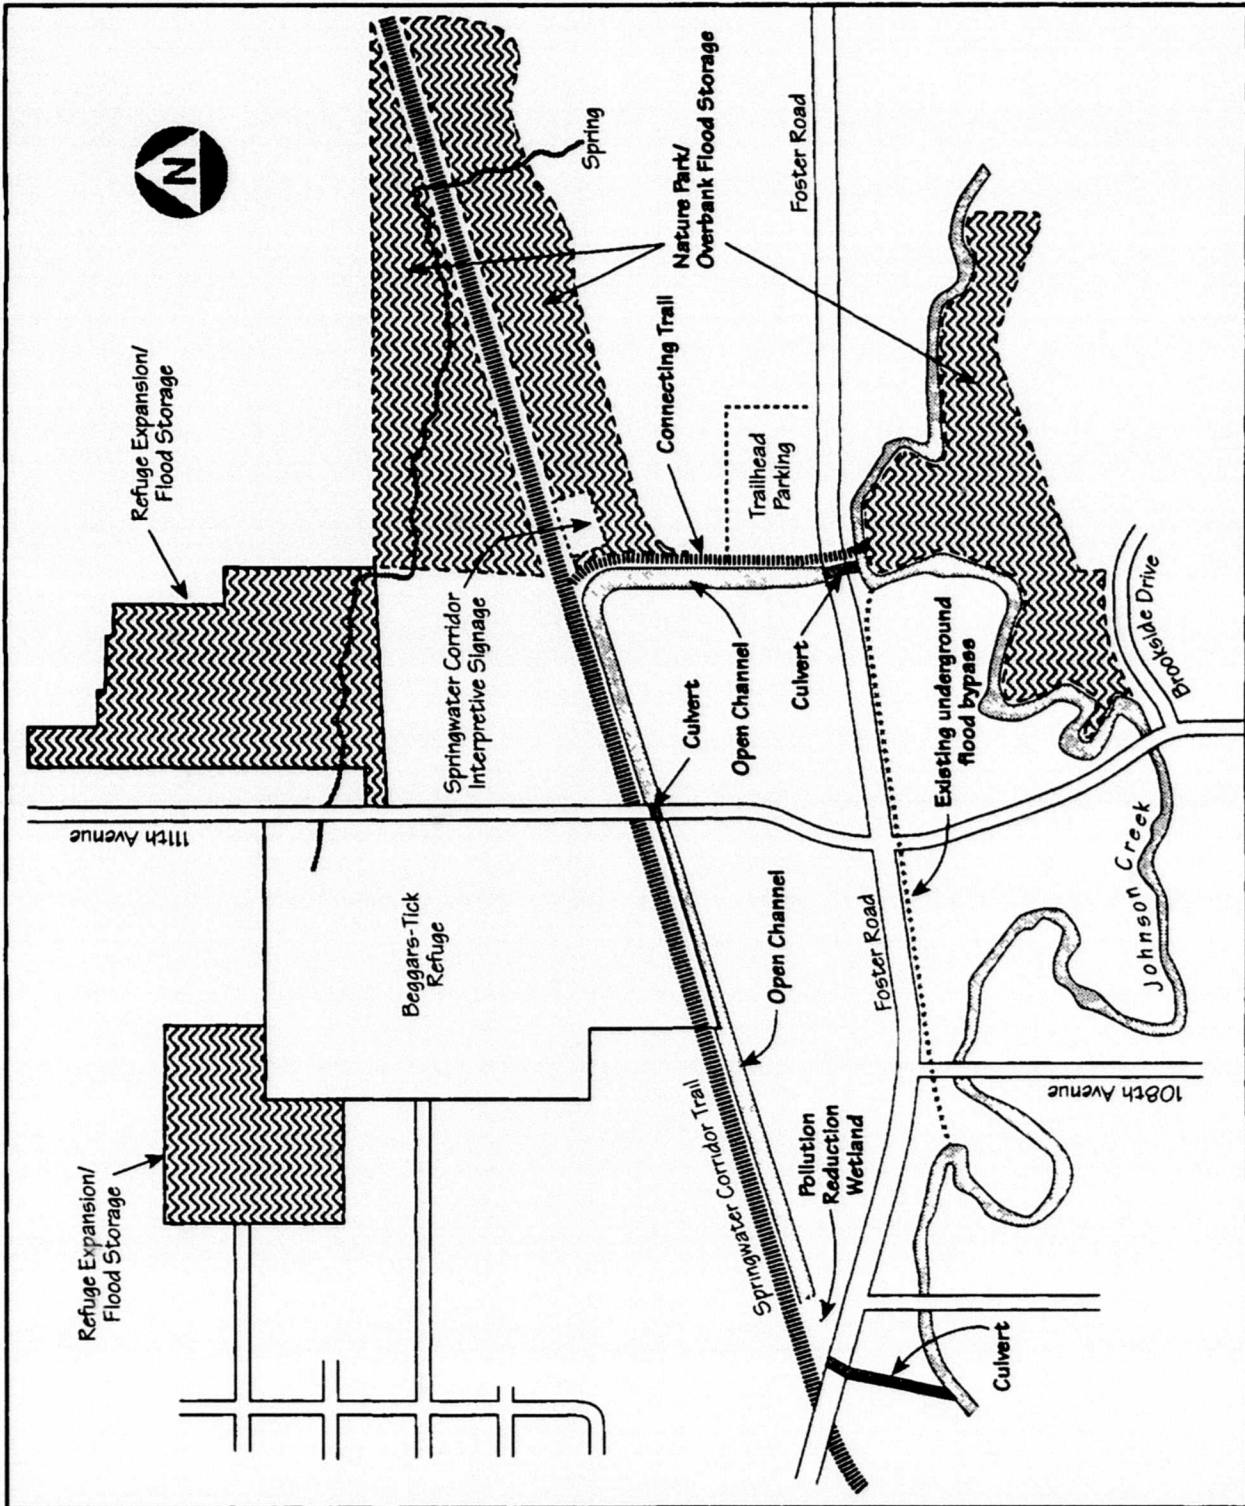 N
Refuge Expansion/
Flood Storage
Refuge Expansion/
Flood Storage
111th Avenue
Beggars-Tick
Refuge
Springwater Corridor
Interpretive Signage
Spring
Nature Park/
Overbank Flood Storage
Connecting Trail
Trailhead
Parking
Foster Road
Culvert
Open Channel
Culvert
Existing underground
flood bypass
Brookside Drive
Johnson Creek
Open Channel
Foster Road
108th Avenue
Springwater Corridor Trail
Pollution
Reduction
Wetland
Culvert